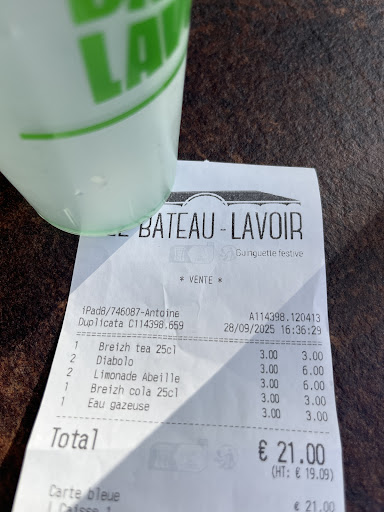 LAV
LE BATEAU-LAVOIR
Guinguette festive
* VENTE *
iPad8/746087-Antoine A114398.120413
Duplicata C114398.659 28/09/2025 16:36:29
1 Breizh tea 25cl 3.00 3.00
2 Diabolo 3.00 6.00
2 Limonade Abeille 3.00 6.00
1 Breizh cola 25cl 3.00 3.00
1 Eau gazeuse 3.00 3.00
Total € 21.00
(HT: € 19.09)
Carte bleue € 21.00
| Caisse 1